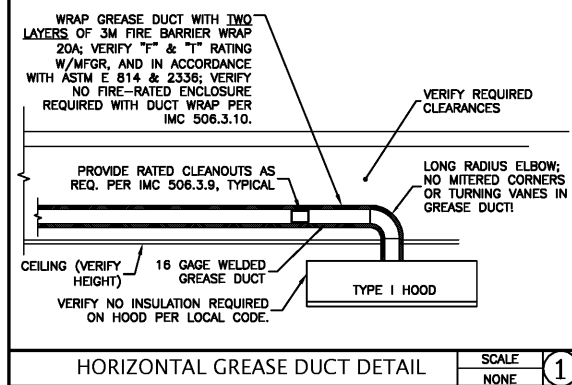 WRAP GREASE DUCT WITH TWO
LAYERS OF 3M FIRE BARRIER WRAP
20A; VERIFY "F" & "T" RATING
W/MFGR, AND IN ACCORDANCE
WITH ASTM E 814 & 2336; VERIFY
NO FIRE-RATED ENCLOSURE
REQUIRED WITH DUCT WRAP PER
IMC 506.3.10.
VERIFY REQUIRED
CLEARANCES
PROVIDE RATED CLEANOUTS AS
REQ. PER IMC 506.3.9, TYPICAL
LONG RADIUS ELBOW;
NO MITERED CORNERS
OR TURNING VANES IN
GREASE DUCT!
CEILING (VERIFY
HEIGHT)
16 GAGE WELDED
GREASE DUCT
VERIFY NO INSULATION REQUIRED
ON HOOD PER LOCAL CODE.
TYPE I HOOD
HORIZONTAL GREASE DUCT DETAIL
SCALE
NONE
1